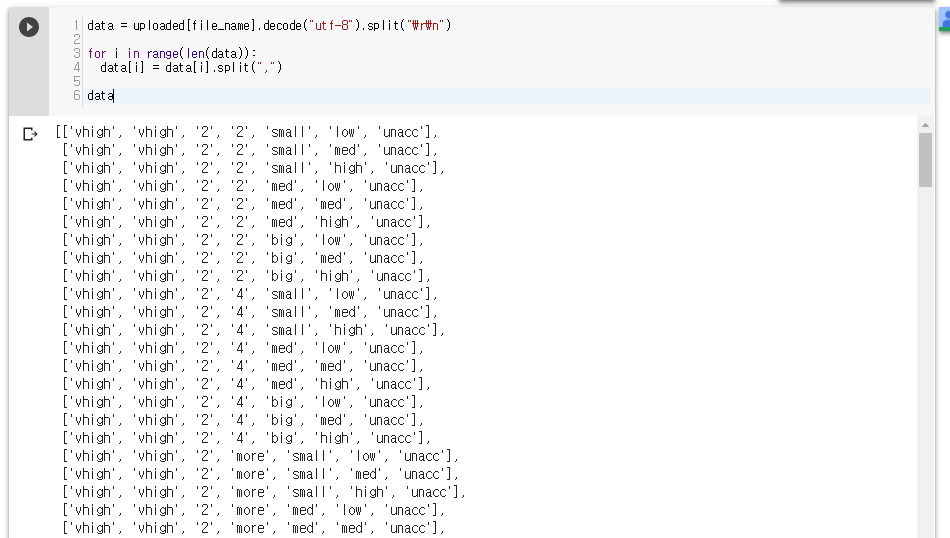 1 data = uploaded[file_name].decode("utf-8").split("₩r₩n")
2
3 for i in range(len(data)):
4   data[i] = data[i].split(",")
5
6 data
[['vhigh', 'vhigh', '2', '2', 'small', 'low', 'unacc'],
['vhigh', 'vhigh', '2', '2', 'small', 'med', 'unacc'],
['vhigh', 'vhigh', '2', '2', 'small', 'high', 'unacc'],
['vhigh', 'vhigh', '2', '2', 'med', 'low', 'unacc'],
['vhigh', 'vhigh', '2', '2', 'med', 'med', 'unacc'],
['vhigh', 'vhigh', '2', '2', 'med', 'high', 'unacc'],
['vhigh', 'vhigh', '2', '2', 'big', 'low', 'unacc'],
['vhigh', 'vhigh', '2', '2', 'big', 'med', 'unacc'],
['vhigh', 'vhigh', '2', '2', 'big', 'high', 'unacc'],
['vhigh', 'vhigh', '2', '4', 'small', 'low', 'unacc'],
['vhigh', 'vhigh', '2', '4', 'small', 'med', 'unacc'],
['vhigh', 'vhigh', '2', '4', 'small', 'high', 'unacc'],
['vhigh', 'vhigh', '2', '4', 'med', 'low', 'unacc'],
['vhigh', 'vhigh', '2', '4', 'med', 'med', 'unacc'],
['vhigh', 'vhigh', '2', '4', 'med', 'high', 'unacc'],
['vhigh', 'vhigh', '2', '4', 'big', 'low', 'unacc'],
['vhigh', 'vhigh', '2', '4', 'big', 'med', 'unacc'],
['vhigh', 'vhigh', '2', '4', 'big', 'high', 'unacc'],
['vhigh', 'vhigh', '2', 'more', 'small', 'low', 'unacc'],
['vhigh', 'vhigh', '2', 'more', 'small', 'med', 'unacc'],
['vhigh', 'vhigh', '2', 'more', 'small', 'high', 'unacc'],
['vhigh', 'vhigh', '2', 'more', 'med', 'low', 'unacc'],
['vhigh', 'vhigh', '2', 'more', 'med', 'med', 'unacc'],